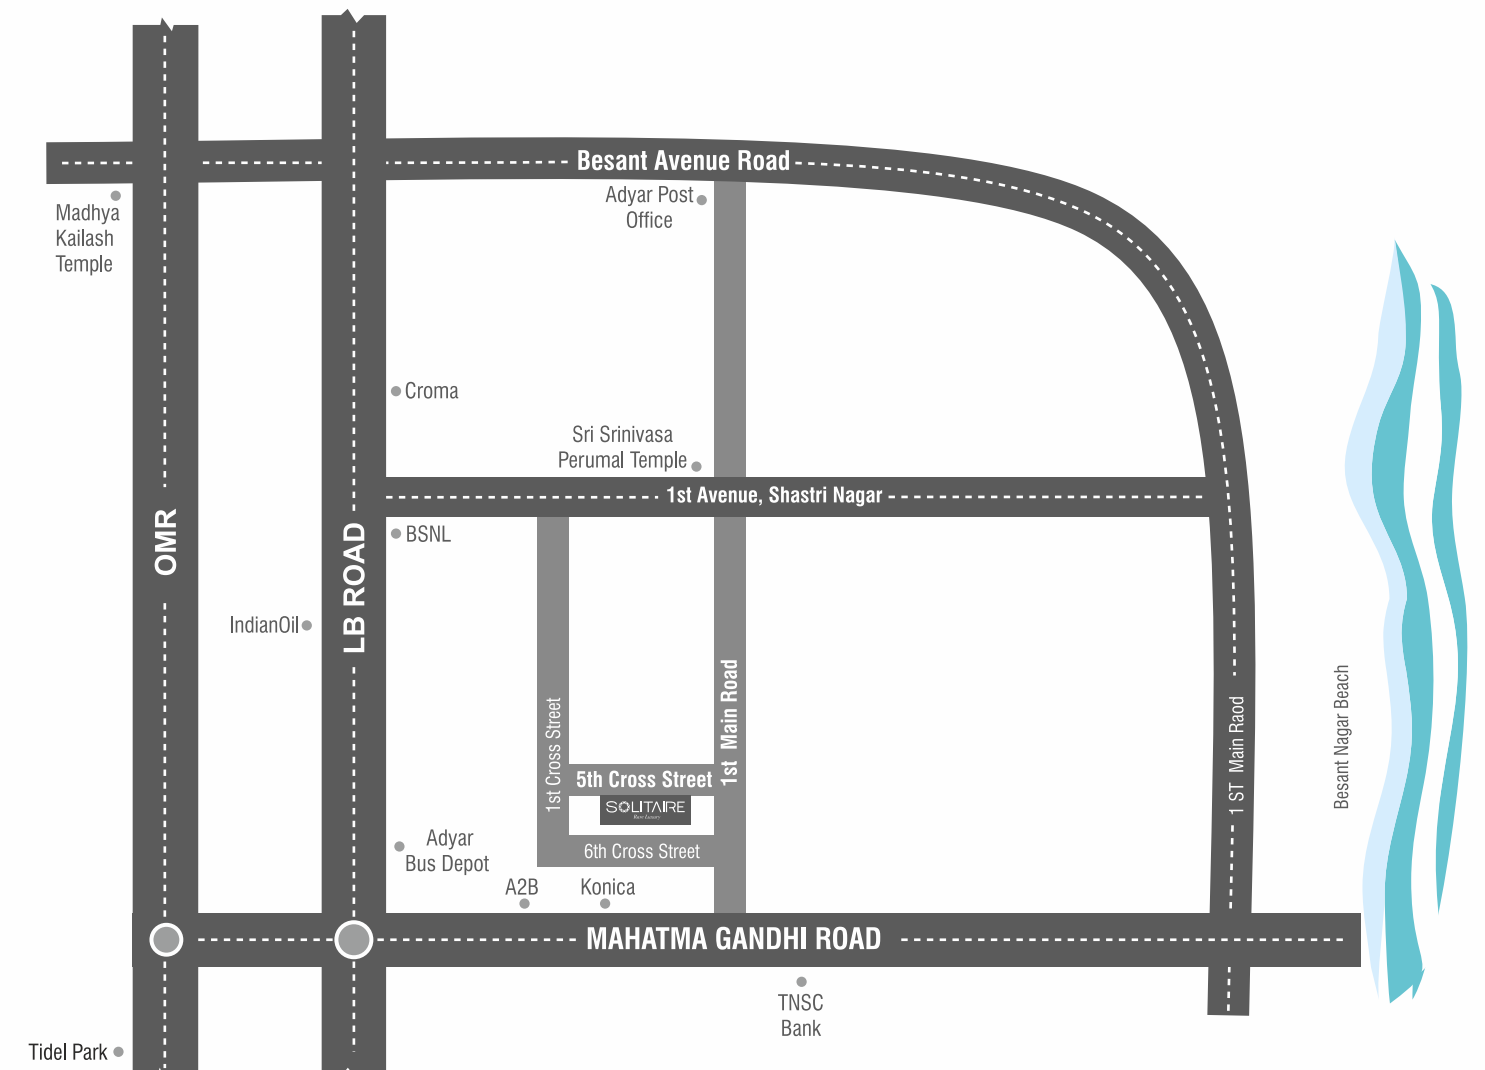 Besant Avenue Road
Adyar Post
Office
Madhya
Kailash
Temple
Croma
Sri Srinivasa
Perumal Temple
1st Avenue, Shastri Nagar
OMR
LB ROAD
BSNL
IndianOil
1st Cross Street
1st Main Road
5th Cross Street
SOLITAIRE
Rare Luxury
6th Cross Street
1 ST Main Raod
Besant Nagar Beach
Adyar
Bus Depot
A2B
Konica
MAHATMA GANDHI ROAD
TNSC
Bank
Tidel Park